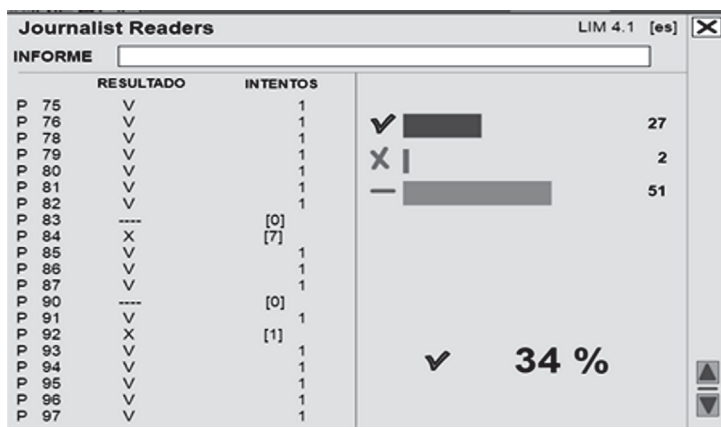 Journalist Readers LIM 4.1 [es]
INFORME
RESULTADO INTENTOS
P 75 V 1
P 76 V 1
P 78 V 1
P 79 V 1
P 80 V 1
P 81 V 1
P 82 V 1
P 83 ---- [0]
P 84 X [7]
P 85 V 1
P 86 V 1
P 87 V 1
P 90 ---- [0]
P 91 V 1
P 92 X [1]
P 93 V 1
P 94 V 1
P 95 V 1
P 96 V 1
P 97 V 1
27
2
51
34 %